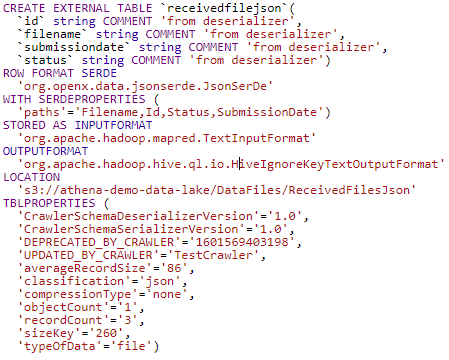 CREATE EXTERNAL TABLE `receivedfilejson`(
  `id` string COMMENT 'from deserializer',
  `filename` string COMMENT 'from deserializer',
  `submissiondate` string COMMENT 'from deserializer',
  `status` string COMMENT 'from deserializer')
ROW FORMAT SERDE
  'org.openx.data.jsonserde.JsonSerDe'
WITH SERDEPROPERTIES (
  'paths'='Filename,Id,Status,SubmissionDate')
STORED AS INPUTFORMAT
  'org.apache.hadoop.mapred.TextInputFormat'
OUTPUTFORMAT
  'org.apache.hadoop.hive.ql.io.HiveIgnoreKeyTextOutputFormat'
LOCATION
  's3://athena-demo-data-lake/DataFiles/ReceivedFilesJson'
TBLPROPERTIES (
  'CrawlerSchemaDeserializerVersion'='1.0',
  'CrawlerSchemaSerializerVersion'='1.0',
  'DEPRECATED_BY_CRAWLER'='1601569403198',
  'UPDATED_BY_CRAWLER'='TestCrawler',
  'averageRecordSize'='86',
  'classification'='json',
  'compressionType'='none',
  'objectCount'='1',
  'recordCount'='3',
  'sizeKey'='260',
  'typeOfData'='file')